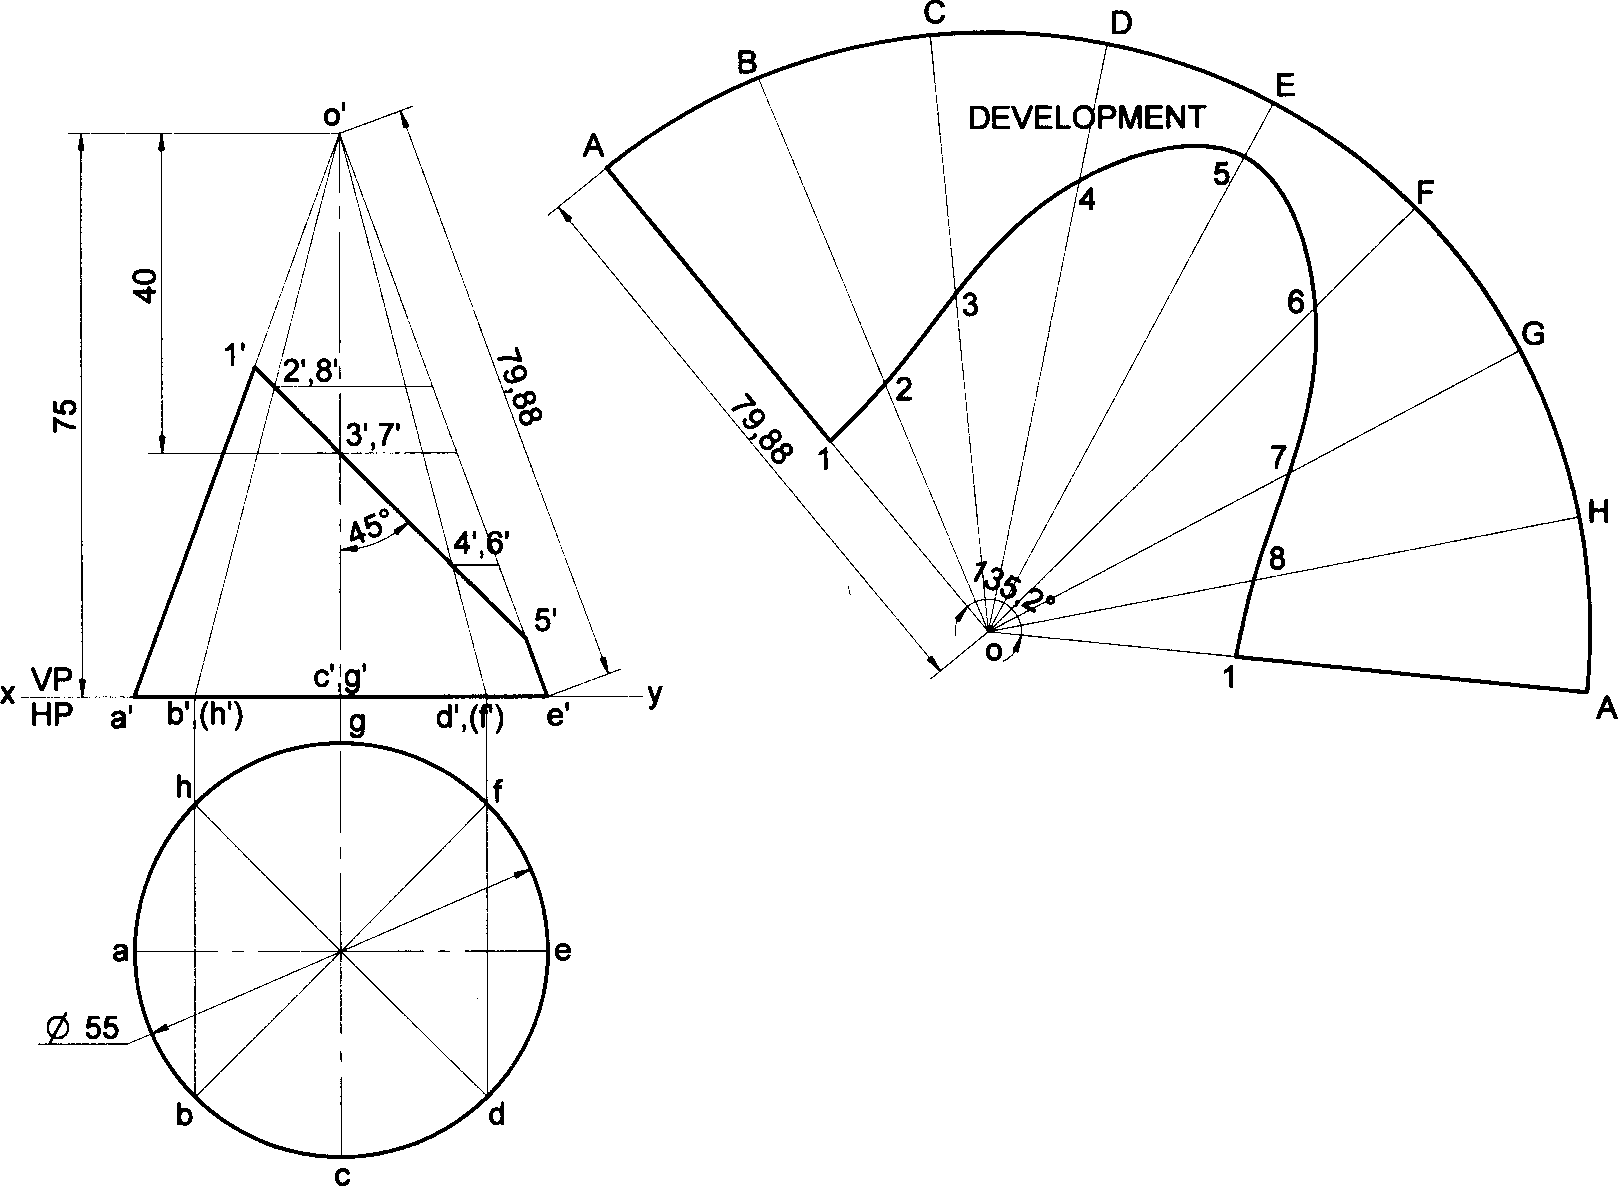 o'
40
75
79,88
1'
2',8'
3',7'
45°
4',6'
5'
x VP
HP
y
a'
b',(h')
c',g'
d',(f')
e'
g
h
f
a
e
Ø 55
b
d
c
DEVELOPMENT
A
B
C
D
E
F
G
H
A
79,88
1
2
3
4
5
6
7
8
1
135,2°
o